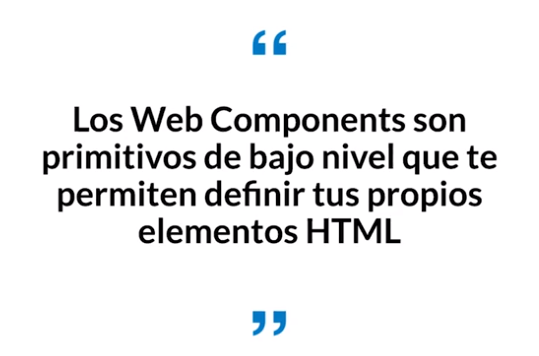 “
Los Web Components son
primitivos de bajo nivel que te
permiten definir tus propios
elementos HTML
”